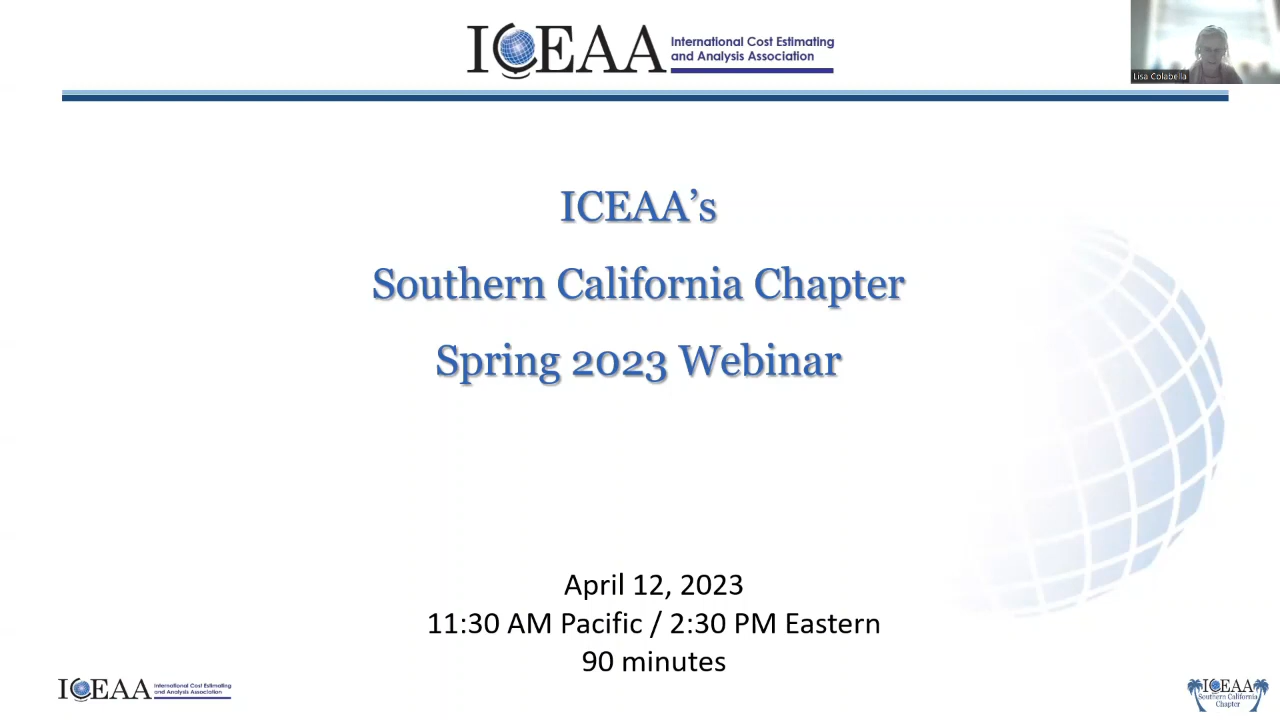 ICEAA International Cost Estimating
and Analysis Association
Lisa Colabella
ICEAA's
Southern California Chapter
Spring 2023 Webinar
April 12, 2023
11:30 AM Pacific / 2:30 PM Eastern
90 minutes
ICEAA International Cost Estimating
and Analysis Association
ICEAA
Southern California
Chapter